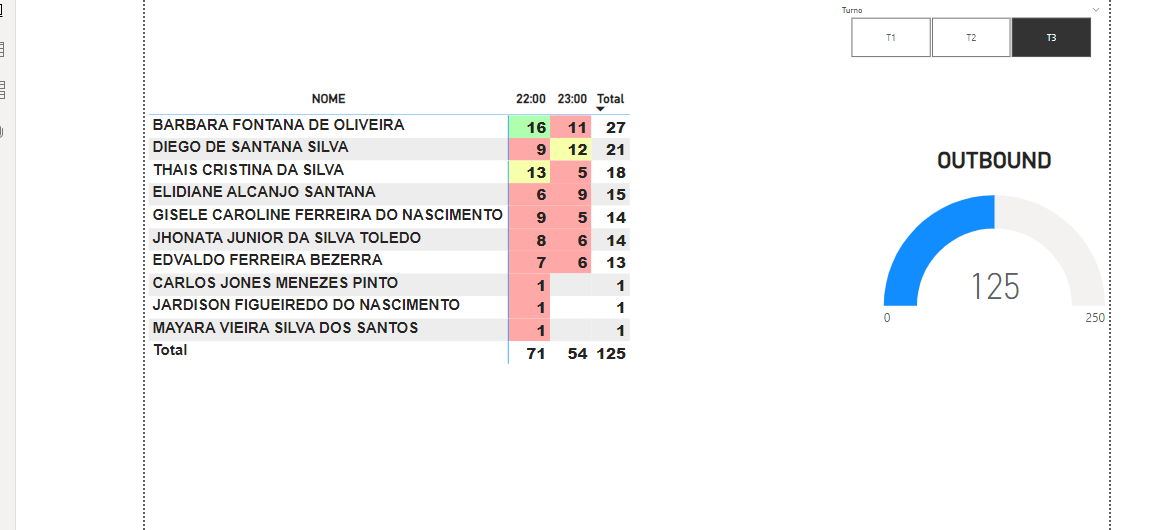 Turno
T1 T2 T3
NOME 22:00 23:00 Total
BARBARA FONTANA DE OLIVEIRA 16 11 27
DIEGO DE SANTANA SILVA 9 12 21
THAIS CRISTINA DA SILVA 13 5 18
ELIDIANE ALCANJO SANTANA 6 9 15
GISELE CAROLINE FERREIRA DO NASCIMENTO 9 5 14
JHONATA JUNIOR DA SILVA TOLEDO 8 6 14
EDVALDO FERREIRA BEZERRA 7 6 13
CARLOS JONES MENEZES PINTO 1 1
JARDISON FIGUEIREDO DO NASCIMENTO 1 1
MAYARA VIEIRA SILVA DOS SANTOS 1 1
Total 71 54 125
OUTBOUND
125
0 250